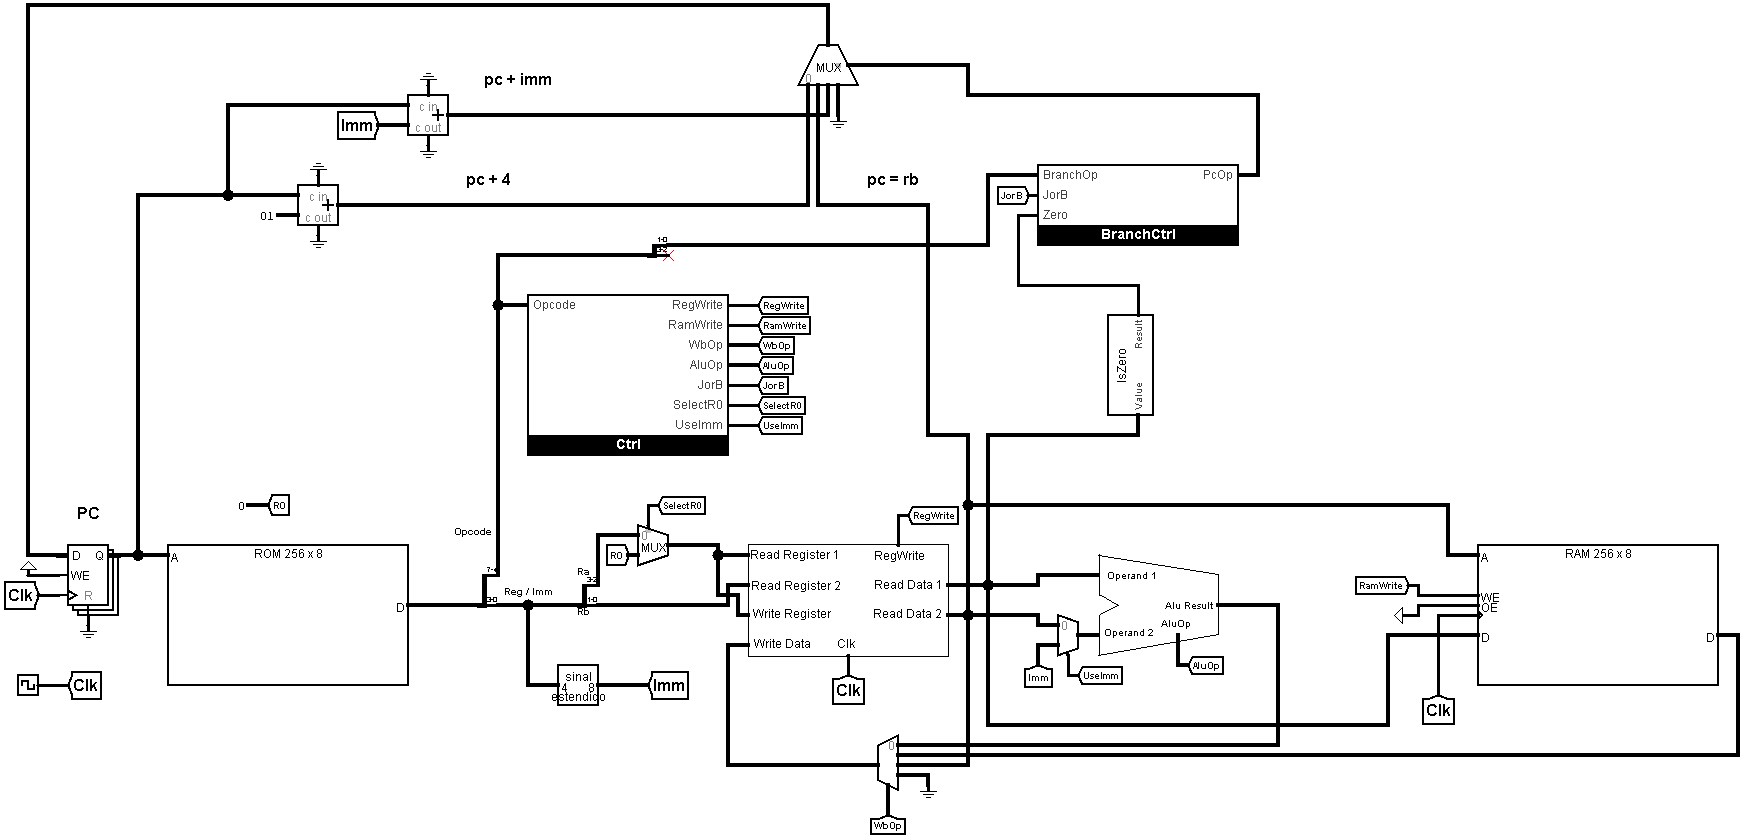 MUX
0
pc + imm
c in
+
c out
Imm
pc + 4
c in
+
c out
01
pc = rb
BranchOp
PcOp
JorB
JorB
Zero
BranchCtrl
1-0
3-2
Opcode
RegWrite
RegWrite
RamWrite
RamWrite
WbOp
WbOp
AluOp
AluOp
JorB
JorB
SelectR0
SelectR0
UseImm
UseImm
Ctrl
Result
IsZero
Value
PC
0
R0
Opcode
SelectR0
RegWrite
D Q
WE
R
Clk
ROM 256 x 8
A
D
7-4
3-0
Reg / Imm
Ra
3-2
1-0
Rb
0
MUX
R0
Read Register 1
RegWrite
Read Register 2
Read Data 1
Write Register
Read Data 2
Write Data
Clk
Clk
Operand 1
Alu Result
AluOp
Operand 2
0
Imm
UseImm
AluOp
RAM 256 x 8
A
RamWrite
WE
OE
D
D
Clk
Clk
sinal
4 8
estendico
Imm
0
WbOp